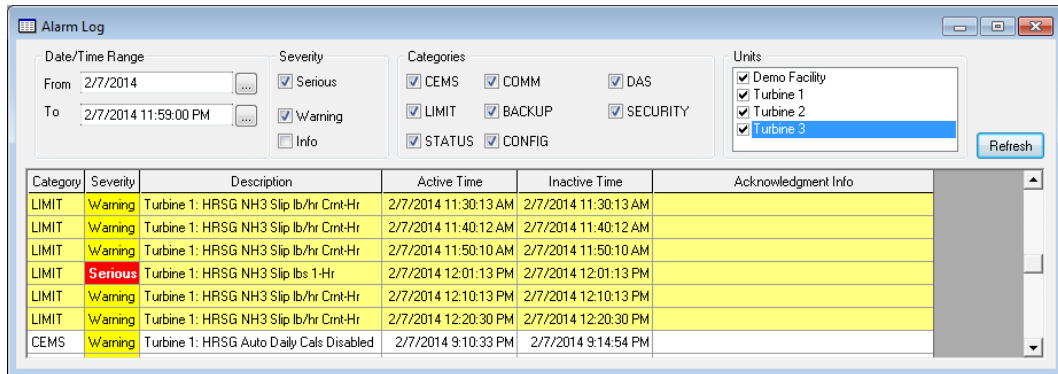 Alarm Log
Date/Time Range Severity Categories Units
From 2/7/2014 ... Serious CEMS COMM DAS Demo Facility
Turbine 1
To 2/7/2014 11:59:00 PM ... Warning LIMIT BACKUP SECURITY Turbine 2
Turbine 3
Info STATUS CONFIG Refresh
Category Severity Description Active Time Inactive Time Acknowledgment Info
LIMIT Warning Turbine 1: HRSG NH3 Slip lb/hr Crnt-Hr 2/7/2014 11:30:13 AM 2/7/2014 11:30:13 AM
LIMIT Warning Turbine 1: HRSG NH3 Slip lb/hr Crnt-Hr 2/7/2014 11:40:12 AM 2/7/2014 11:40:12 AM
LIMIT Warning Turbine 1: HRSG NH3 Slip lb/hr Crnt-Hr 2/7/2014 11:50:10 AM 2/7/2014 11:50:10 AM
LIMIT Serious Turbine 1: HRSG NH3 Slip lbs 1-Hr 2/7/2014 12:01:13 PM 2/7/2014 12:01:13 PM
LIMIT Warning Turbine 1: HRSG NH3 Slip lb/hr Crnt-Hr 2/7/2014 12:10:13 PM 2/7/2014 12:10:13 PM
LIMIT Warning Turbine 1: HRSG NH3 Slip lb/hr Crnt-Hr 2/7/2014 12:20:30 PM 2/7/2014 12:20:30 PM
CEMS Warning Turbine 1: HRSG Auto Daily Cals Disabled 2/7/2014 9:10:33 PM 2/7/2014 9:14:54 PM